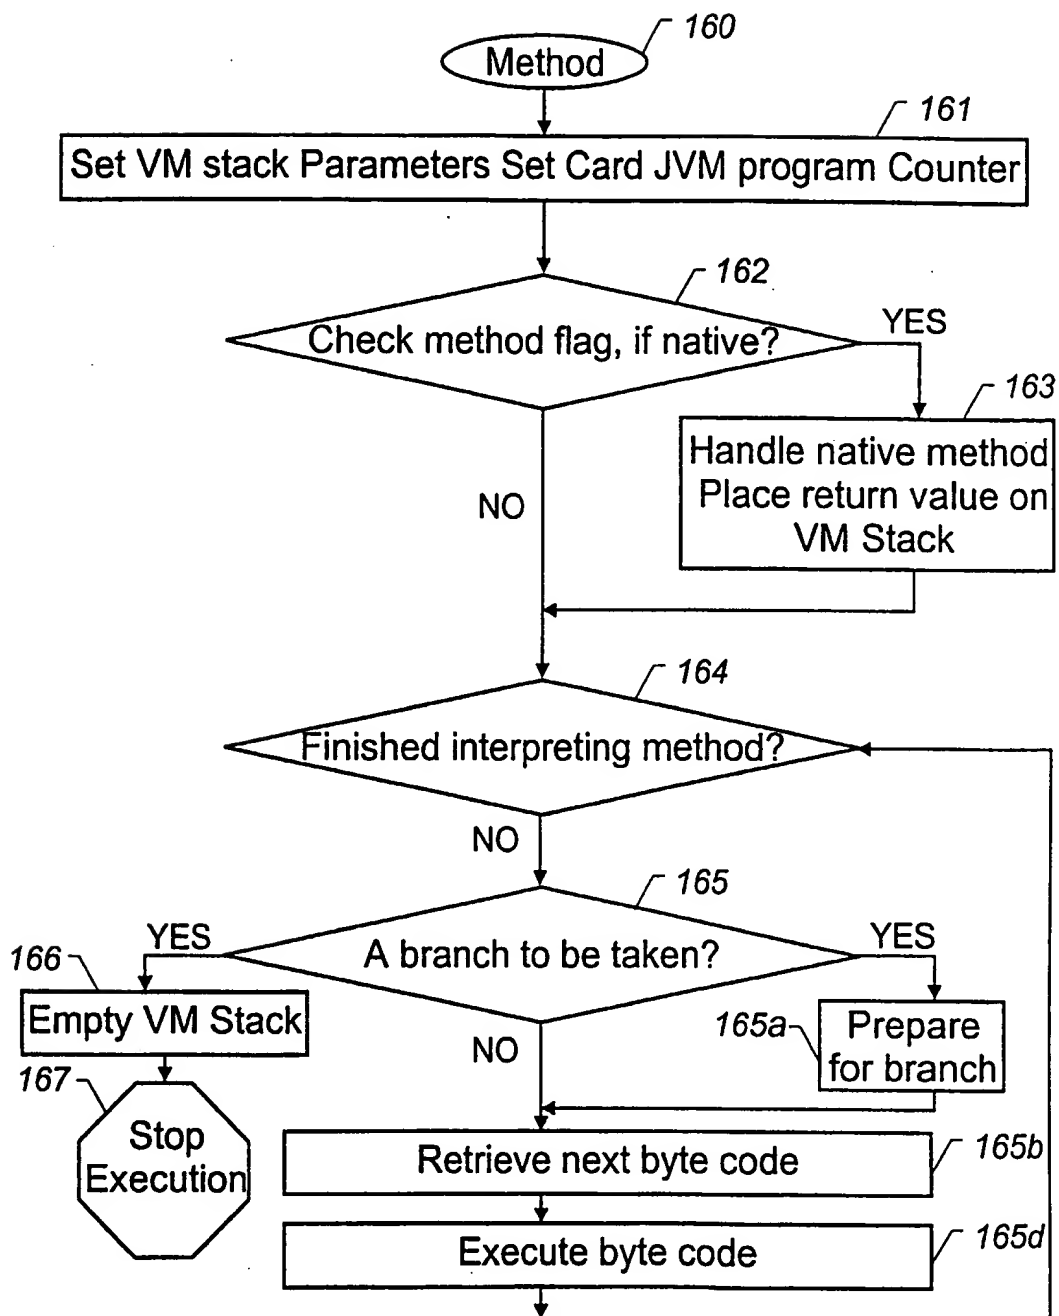 160
Method
161
Set VM stack Parameters Set Card JVM program Counter
162
Check method flag, if native?
YES
163
Handle native method
Place return value on
VM Stack
NO
164
Finished interpreting method?
NO
165
YES
A branch to be taken?
YES
166
Empty VM Stack
165a
Prepare
for branch
NO
167
Stop
Execution
Retrieve next byte code
165b
Execute byte code
165d